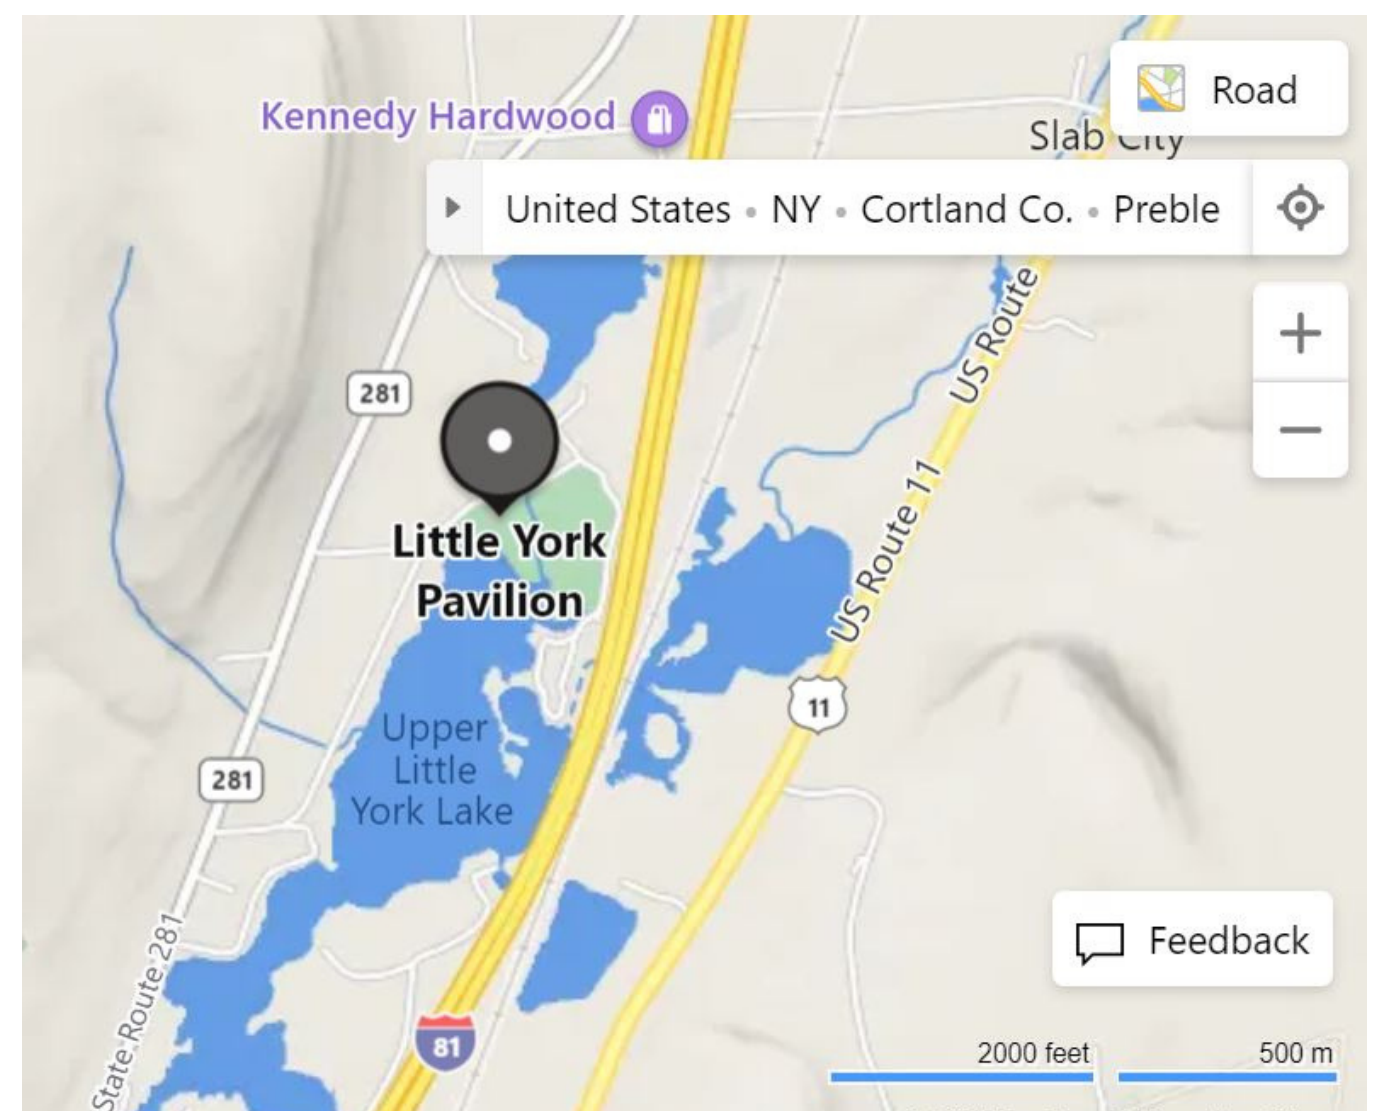 Road
Kennedy Hardwood
Slab City
United States • NY • Cortland Co. • Preble
US Route
281
Little York
Pavilion
US Route 11
11
Upper
Little
York Lake
281
State Route 281
Feedback
81
2000 feet
500 m